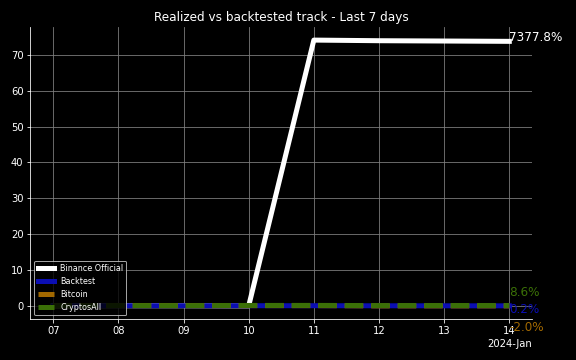 Realized vs backtested track - Last 7 days
70
60
50
40
30
20
10
0
7377.8%
8.6%
0.2%
-2.0%
Binance Official
Backtest
Bitcoin
CryptosAll
07 08 09 10 11 12 13 14
2024-Jan